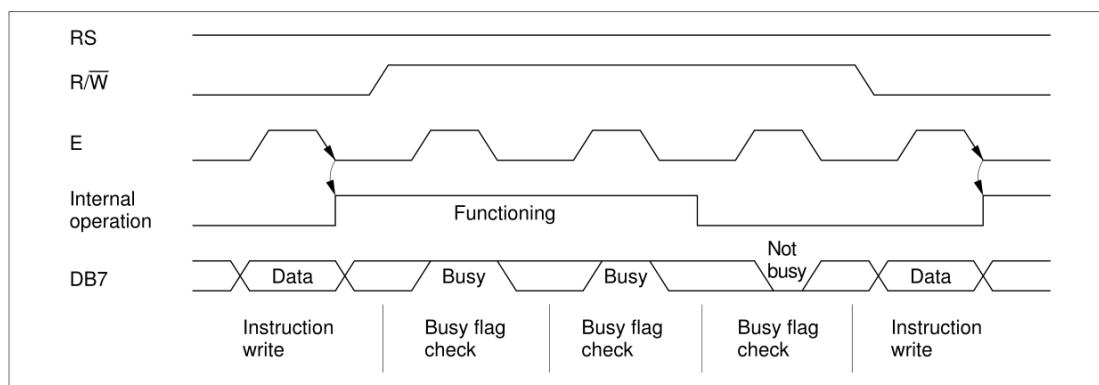 RS
R/W̅
E
Internal
operation
Functioning
DB7
Data
Busy
Busy
Not
busy
Data
Instruction
write
Busy flag
check
Busy flag
check
Busy flag
check
Instruction
write